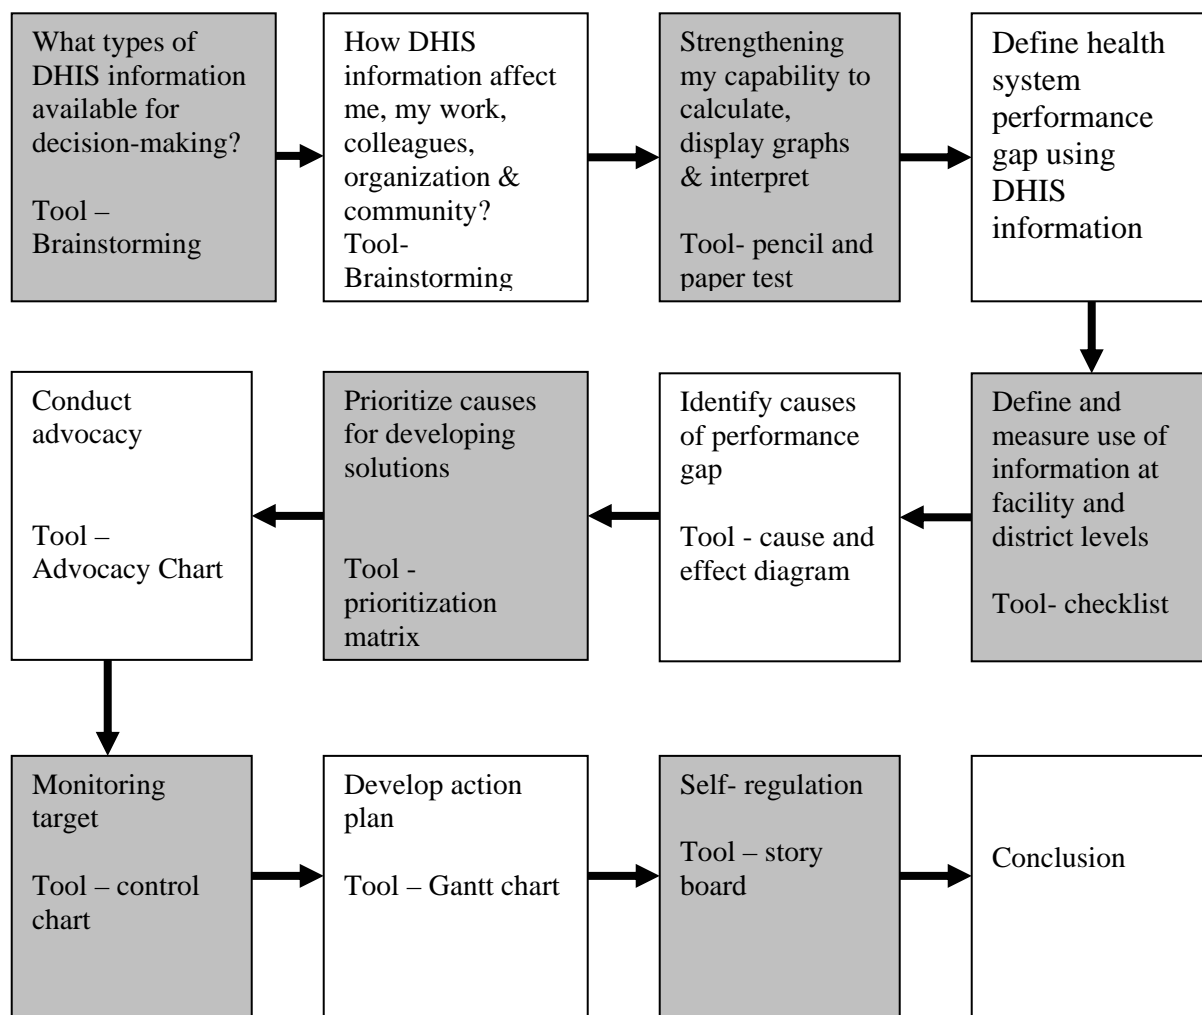 What types of
DHIS information
available for
decision-making?
Tool –
Brainstorming
How DHIS
information affect
me, my work,
colleagues,
organization &
community?
Tool-
Brainstorming
Strengthening
my capability to
calculate,
display graphs
& interpret
Tool- pencil and
paper test
Define health
system
performance
gap using
DHIS
information
Define and
measure use of
information at
facility and
district levels
Tool- checklist
Identify causes
of performance
gap
Tool - cause and
effect diagram
Prioritize causes
for developing
solutions
Tool -
prioritization
matrix
Conduct
advocacy
Tool –
Advocacy Chart
Monitoring
target
Tool – control
chart
Develop action
plan
Tool – Gantt chart
Self- regulation
Tool – story
board
Conclusion